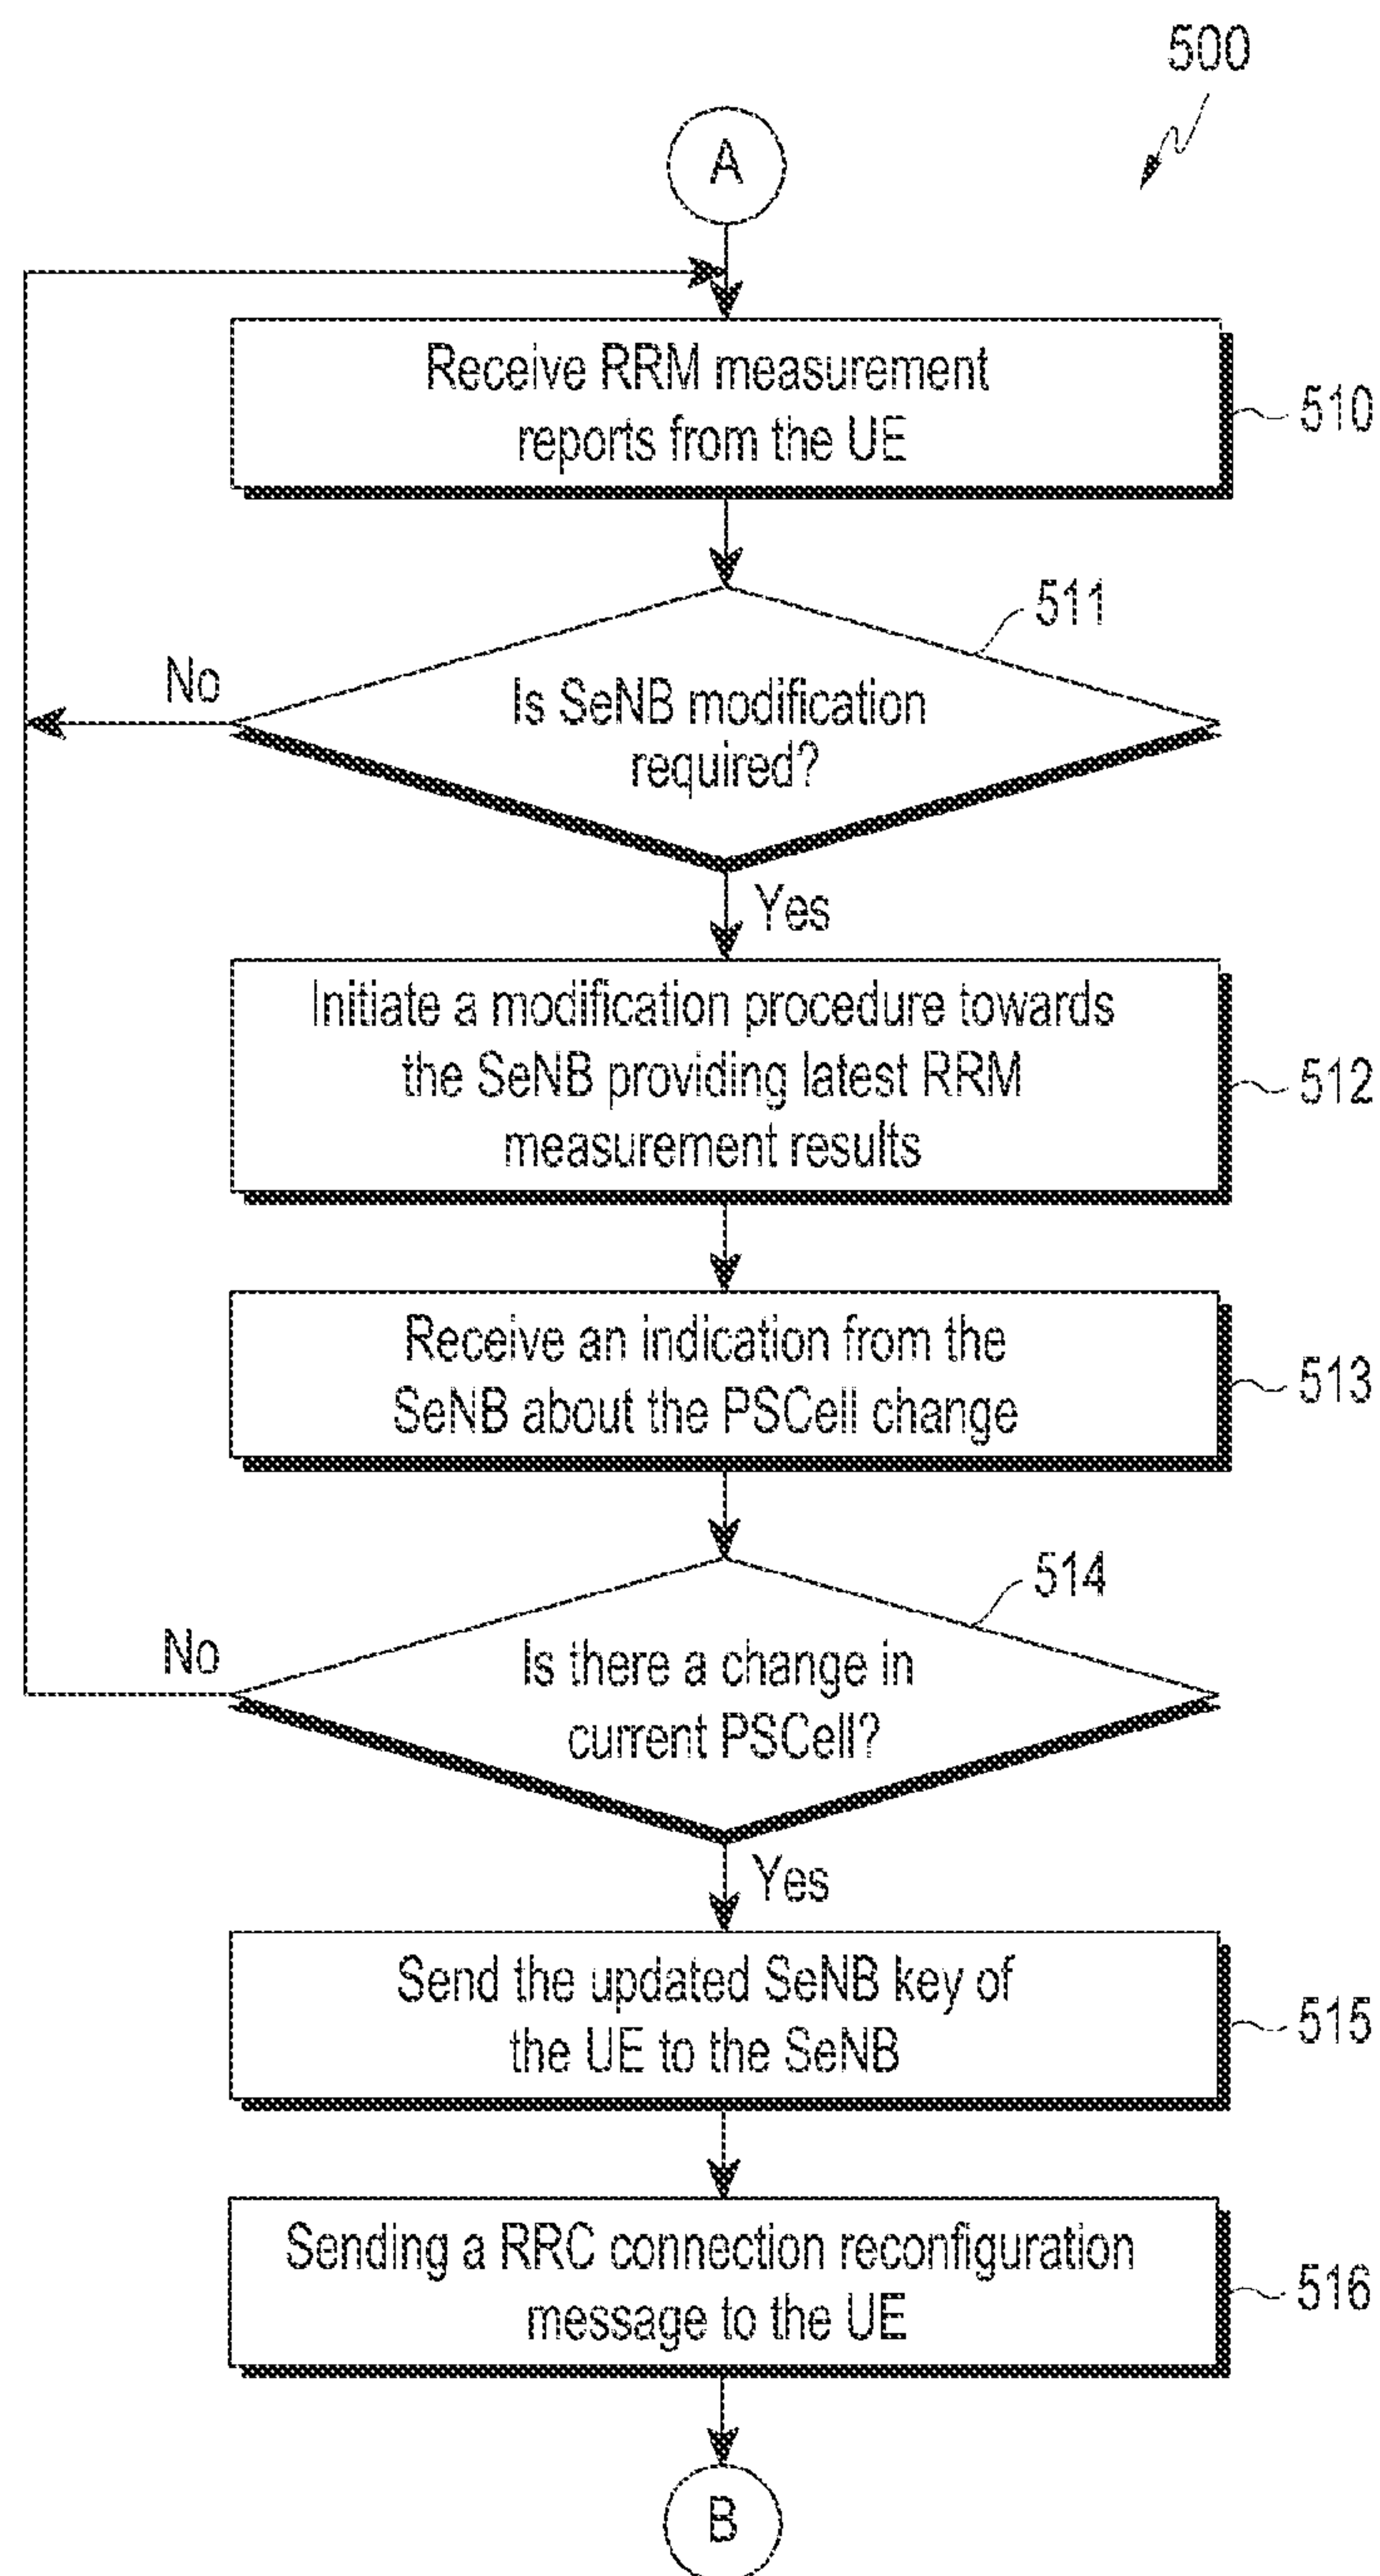 500
A
Receive RRM measurement
reports from the UE
510
511
No
Is SeNB modification
required?
Yes
Initiate a modification procedure towards
the SeNB providing latest RRM
measurement results
512
Receive an indication from the
SeNB about the PSCell change
513
514
No
Is there a change in
current PSCell?
Yes
Send the updated SeNB key of
the UE to the SeNB
515
Sending a RRC connection reconfiguration
message to the UE
516
B